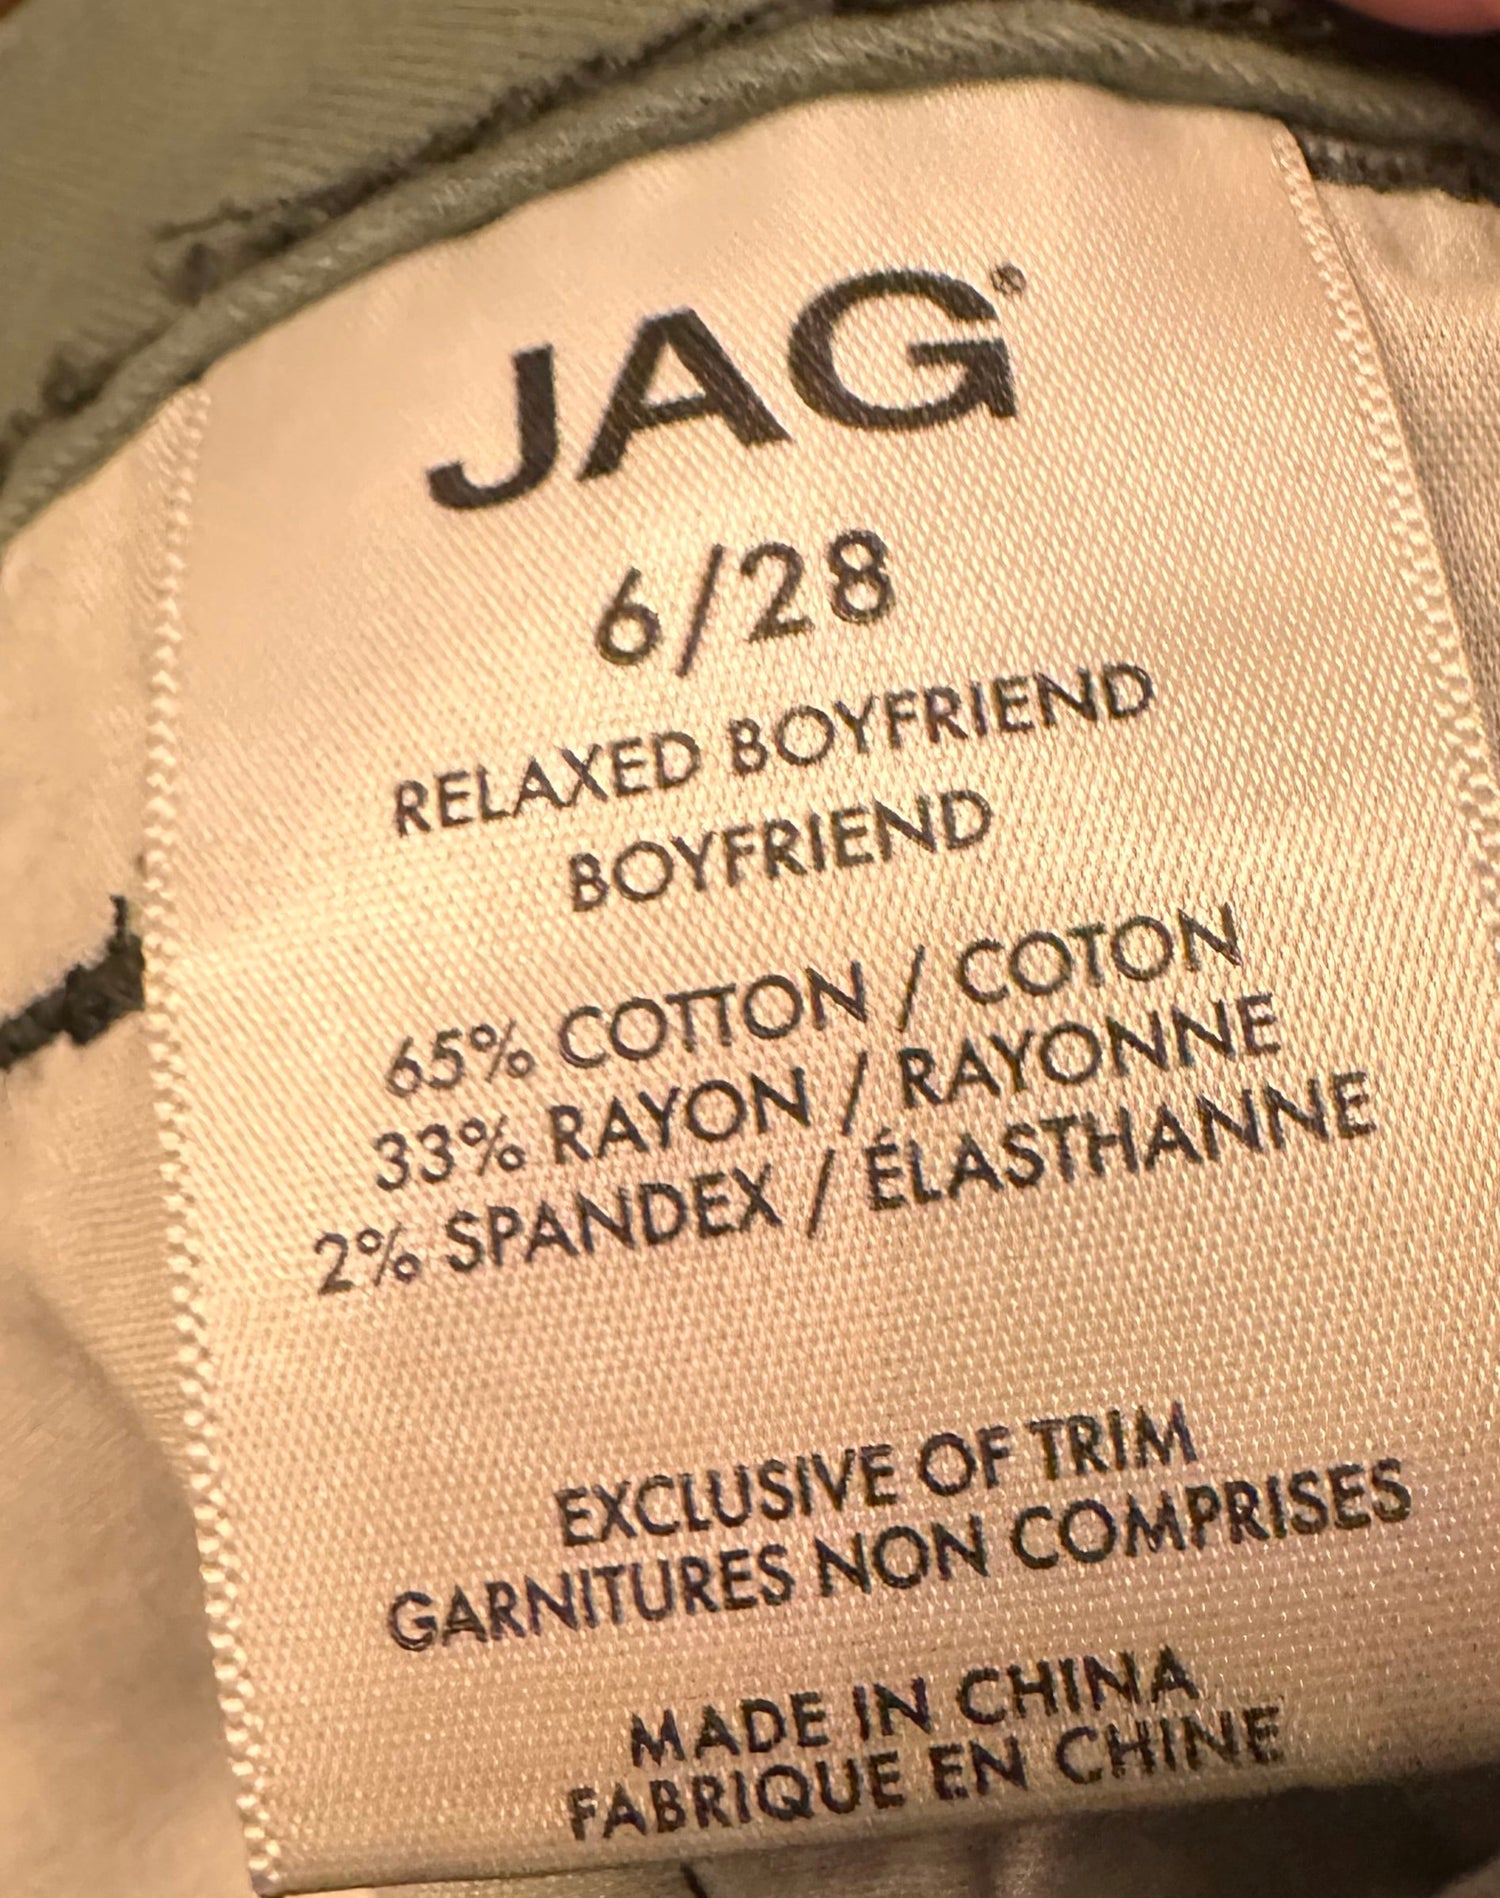 JAG®
6/28
RELAXED BOYFRIEND
BOYFRIEND
65% COTTON / COTON
33% RAYON / RAYONNE
2% SPANDEX / ÉLASTHANNE
EXCLUSIVE OF TRIM
GARNITURES NON COMPRISES
MADE IN CHINA
FABRIQUE EN CHINE